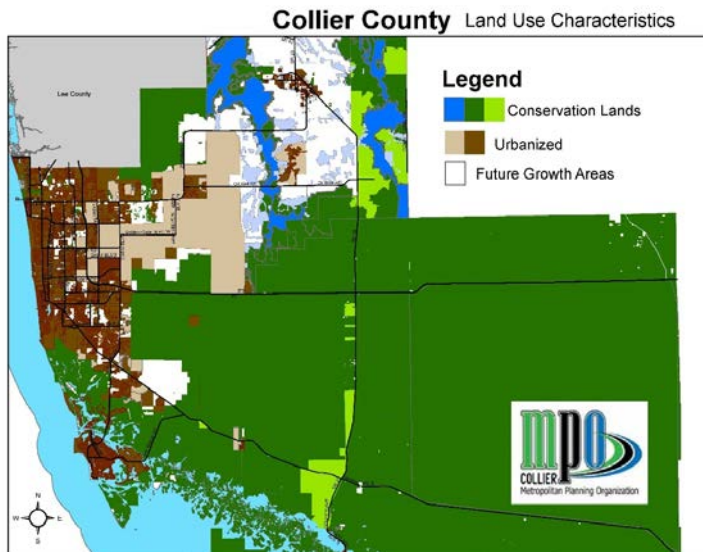 Collier County Land Use Characteristics
Lee County
Legend
Conservation Lands
Urbanized
Future Growth Areas
mpo
COLLIER
Metropolitan Planning Organization
N
W E
S